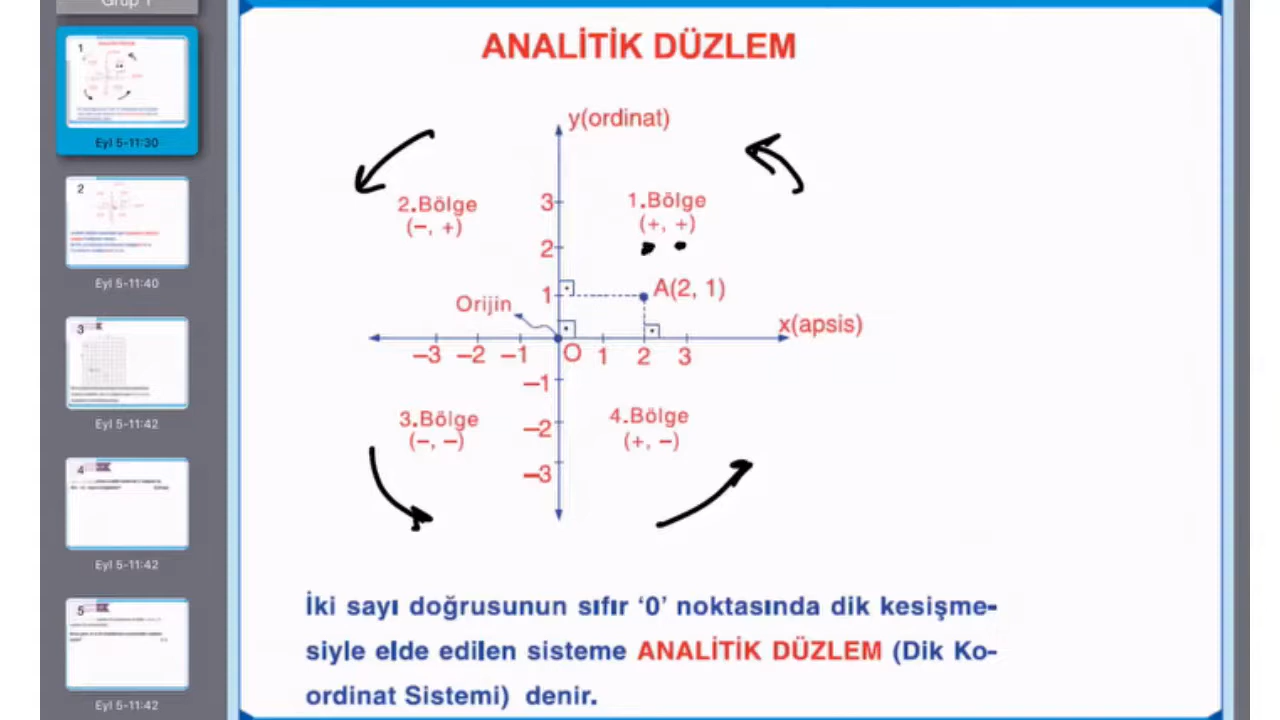 Grup 1
1
Eyl 5-11:30
2
Eyl 5-11:40
3
Eyl 5-11:42
4
Eyl 5-11:42
5
Eyl 5-11:42
ANALİTİK DÜZLEM
y(ordinat)
2.Bölge
(–, +)
1.Bölge
(+, +)
3
2
1
A(2, 1)
Orijin
x(apsis)
–3 –2 –1 O 1 2 3
–1
–2
–3
3.Bölge
(–, –)
4.Bölge
(+, –)
İki sayı doğrusunun sıfır ‘0’ noktasında dik kesişme-
siyle elde edilen sisteme ANALİTİK DÜZLEM (Dik Ko-
ordinat Sistemi) denir.